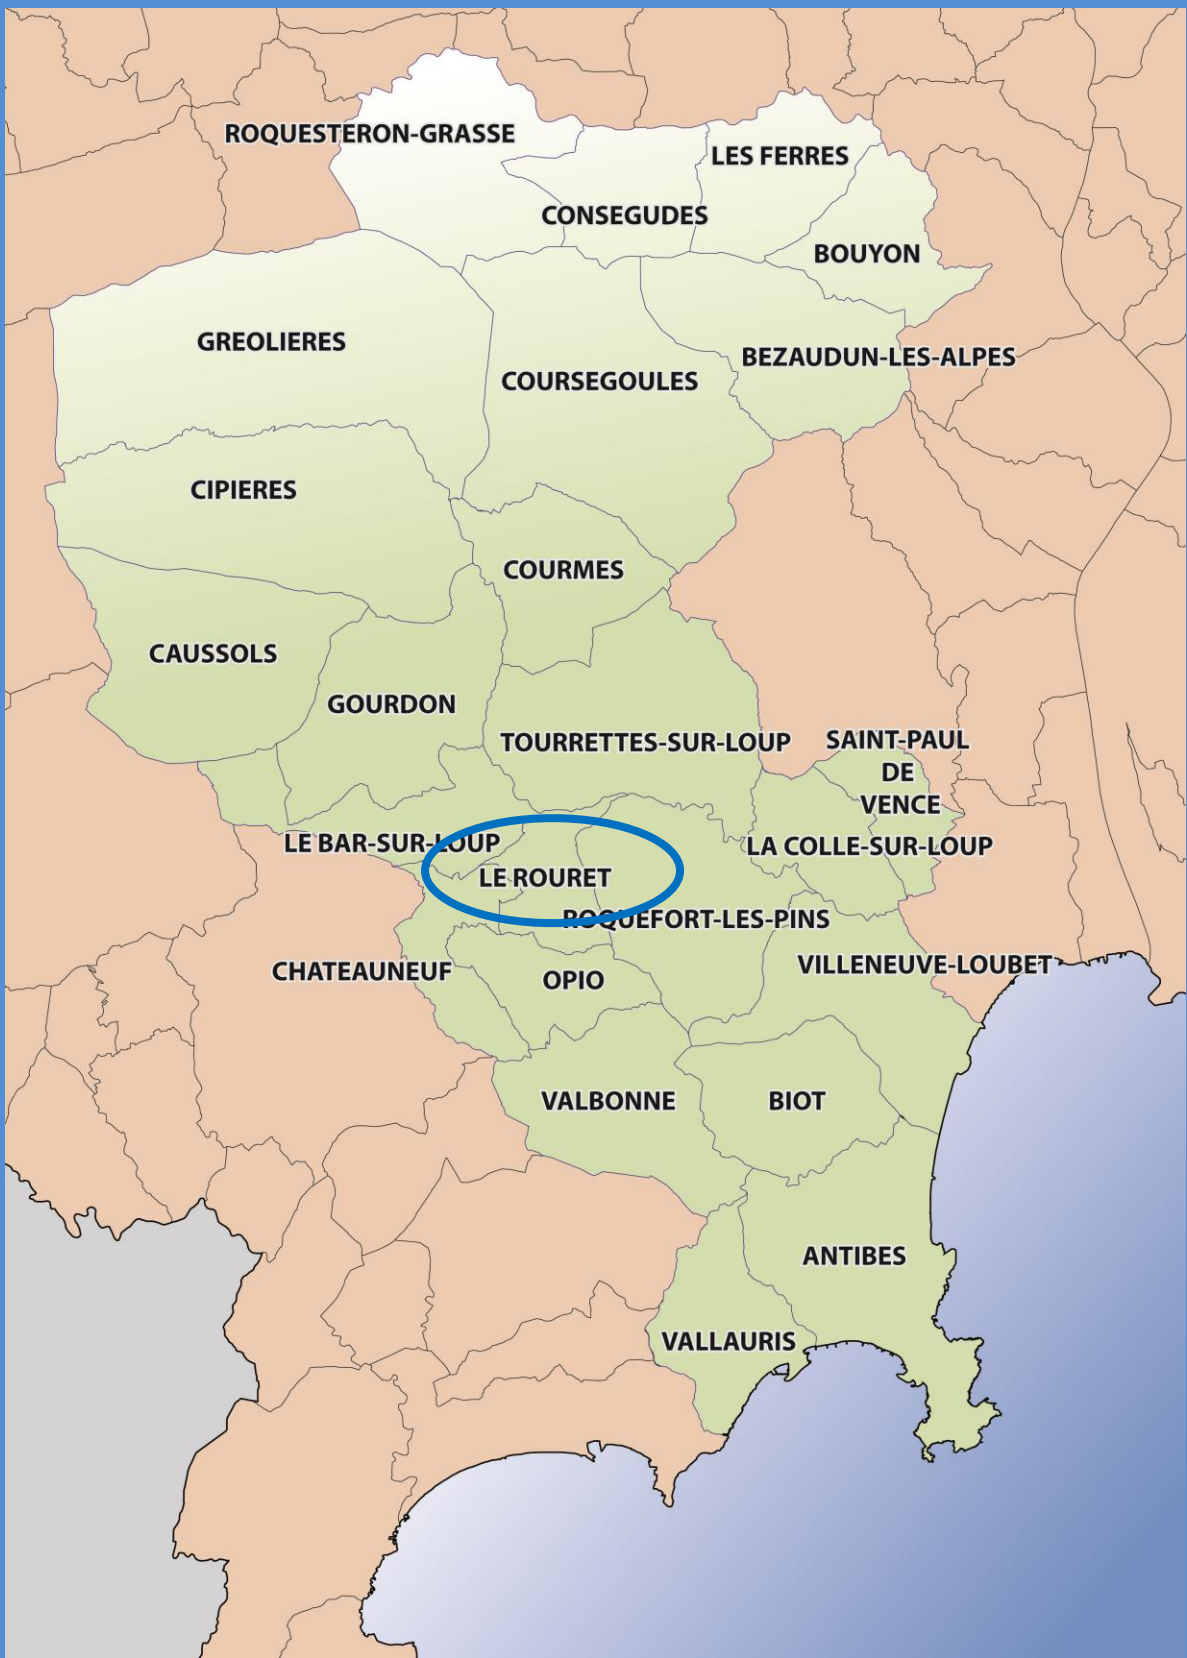 ROQUESTERON-GRASSE
LES FERRES
CONSEGUDES
BOUYON
GREOLIERES
BEZAUDUN-LES-ALPES
COURSEGOULES
CIPIERES
COURMES
CAUSSOLS
GOURDON
TOURRETTES-SUR-LOUP
SAINT-PAUL
DE
VENCE
LE BAR-SUR-LOUP
LA COLLE-SUR-LOUP
LE ROURET
ROQUEFORT-LES-PINS
CHATEAUNEUF
OPIO
VILLENEUVE-LOUBET
VALBONNE
BIOT
ANTIBES
VALLAURIS